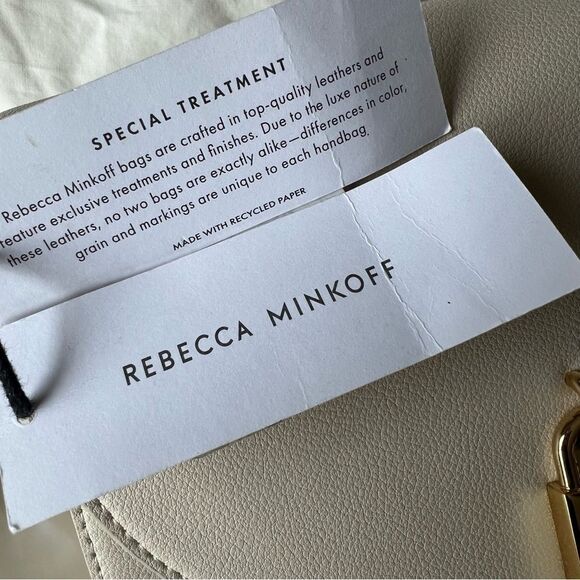 SPECIAL TREATMENT
Rebecca Minkoff bags are crafted in top-quality leathers and
feature exclusive treatments and finishes. Due to the luxe nature of
these leathers, no two bags are exactly alike—differences in color,
grain and markings are unique to each handbag.
MADE WITH RECYCLED PAPER
REBECCA MINKOFF